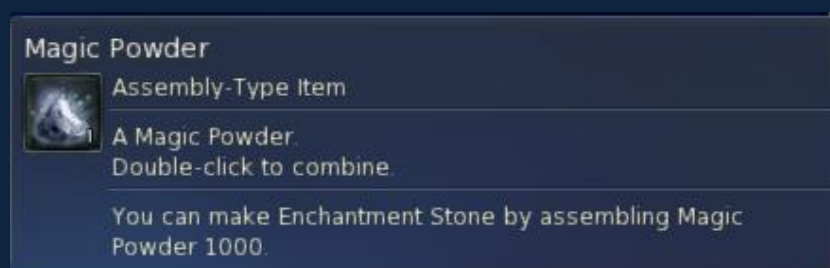 Magic Powder
Assembly-Type Item
1
A Magic Powder.
Double-click to combine.
You can make Enchantment Stone by assembling Magic
Powder 1000.